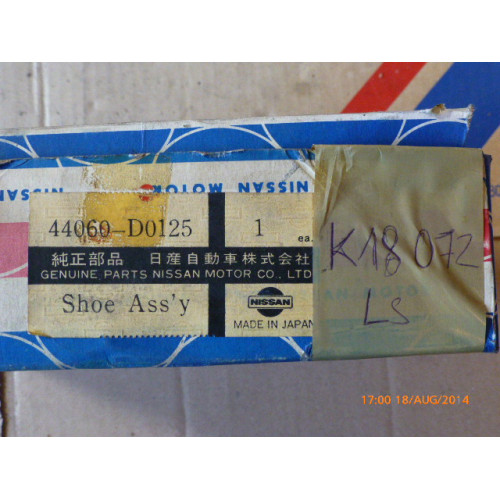 NISSAN MOTOR
NISSAN
44060-D0125 1 ea.
純正部品 日産自動車株式会社
GENUINE PARTS NISSAN MOTOR CO., LTD
Shoe Ass'y
NISSAN
MADE IN JAPAN
K18 072
LS
17:00 18/AUG/2014